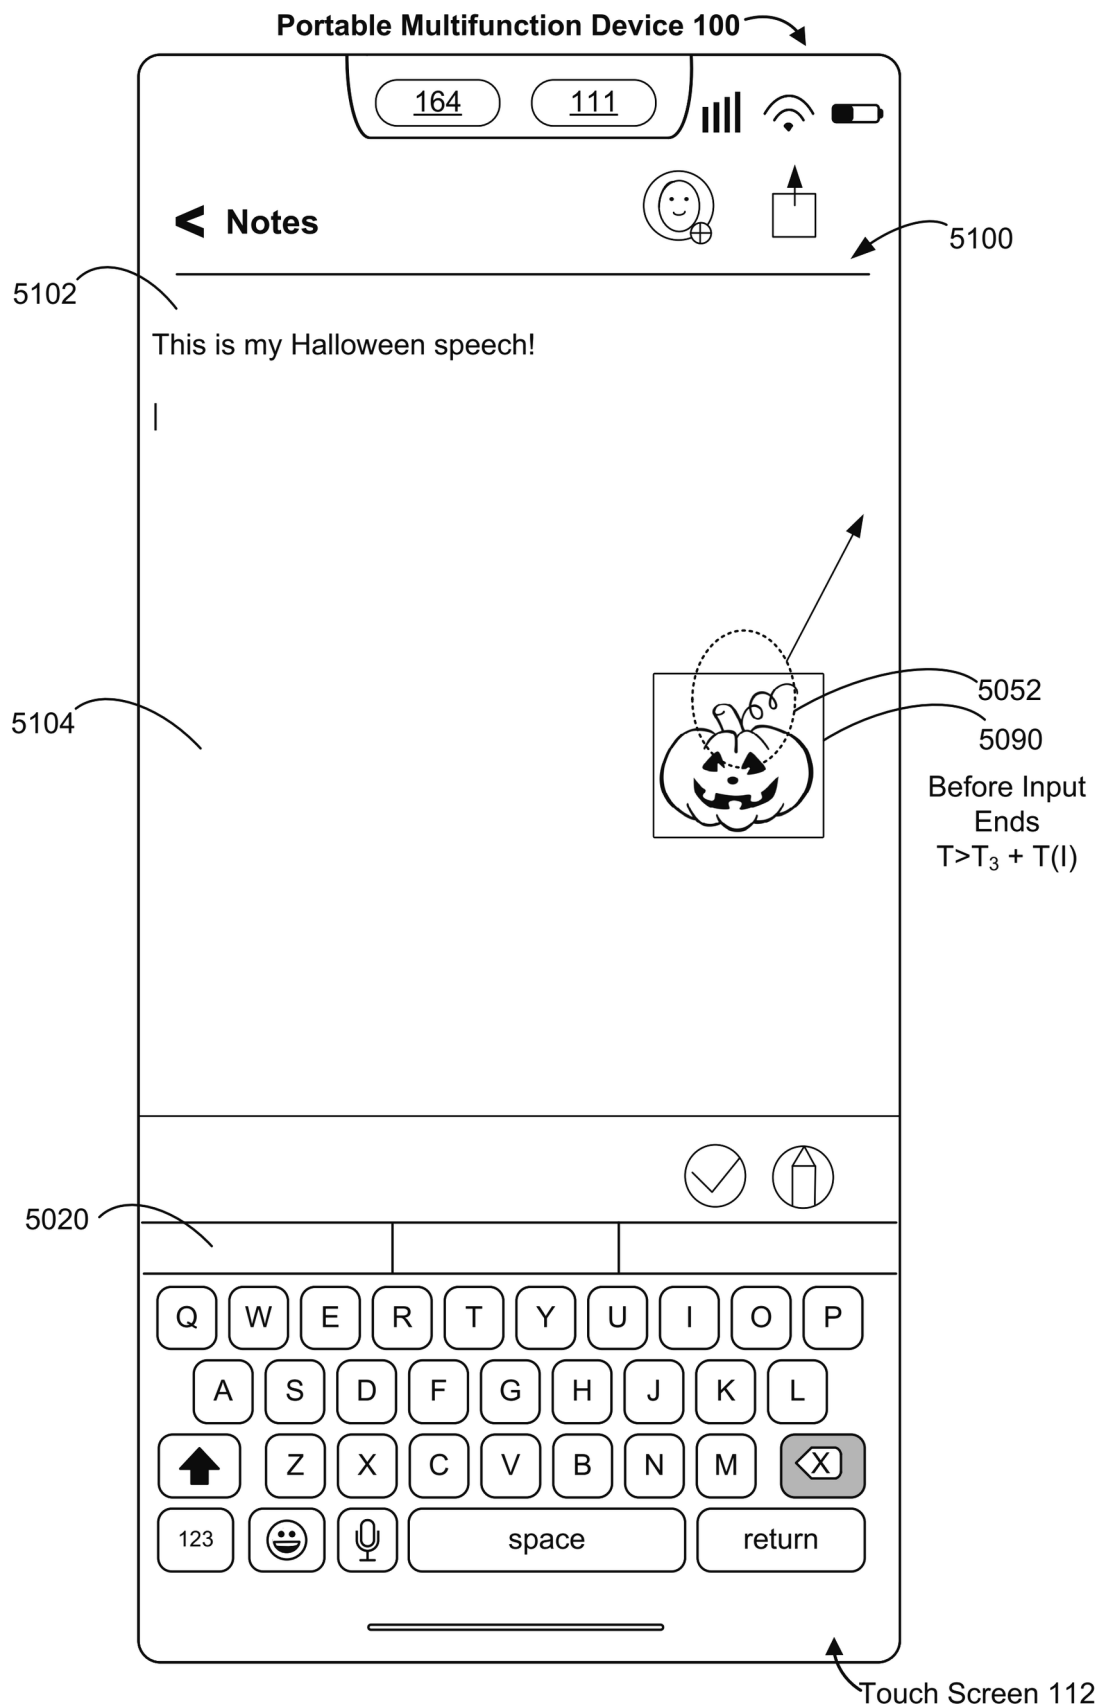 Portable Multifunction Device 100
164 111
< Notes
5100
5102
This is my Halloween speech!
5052
5104
5090
Before Input
Ends
T>T₃ + T(I)
5020
Q W E R T Y U I O P
A S D F G H J K L
Z X C V B N M X
123 space return
Touch Screen 112